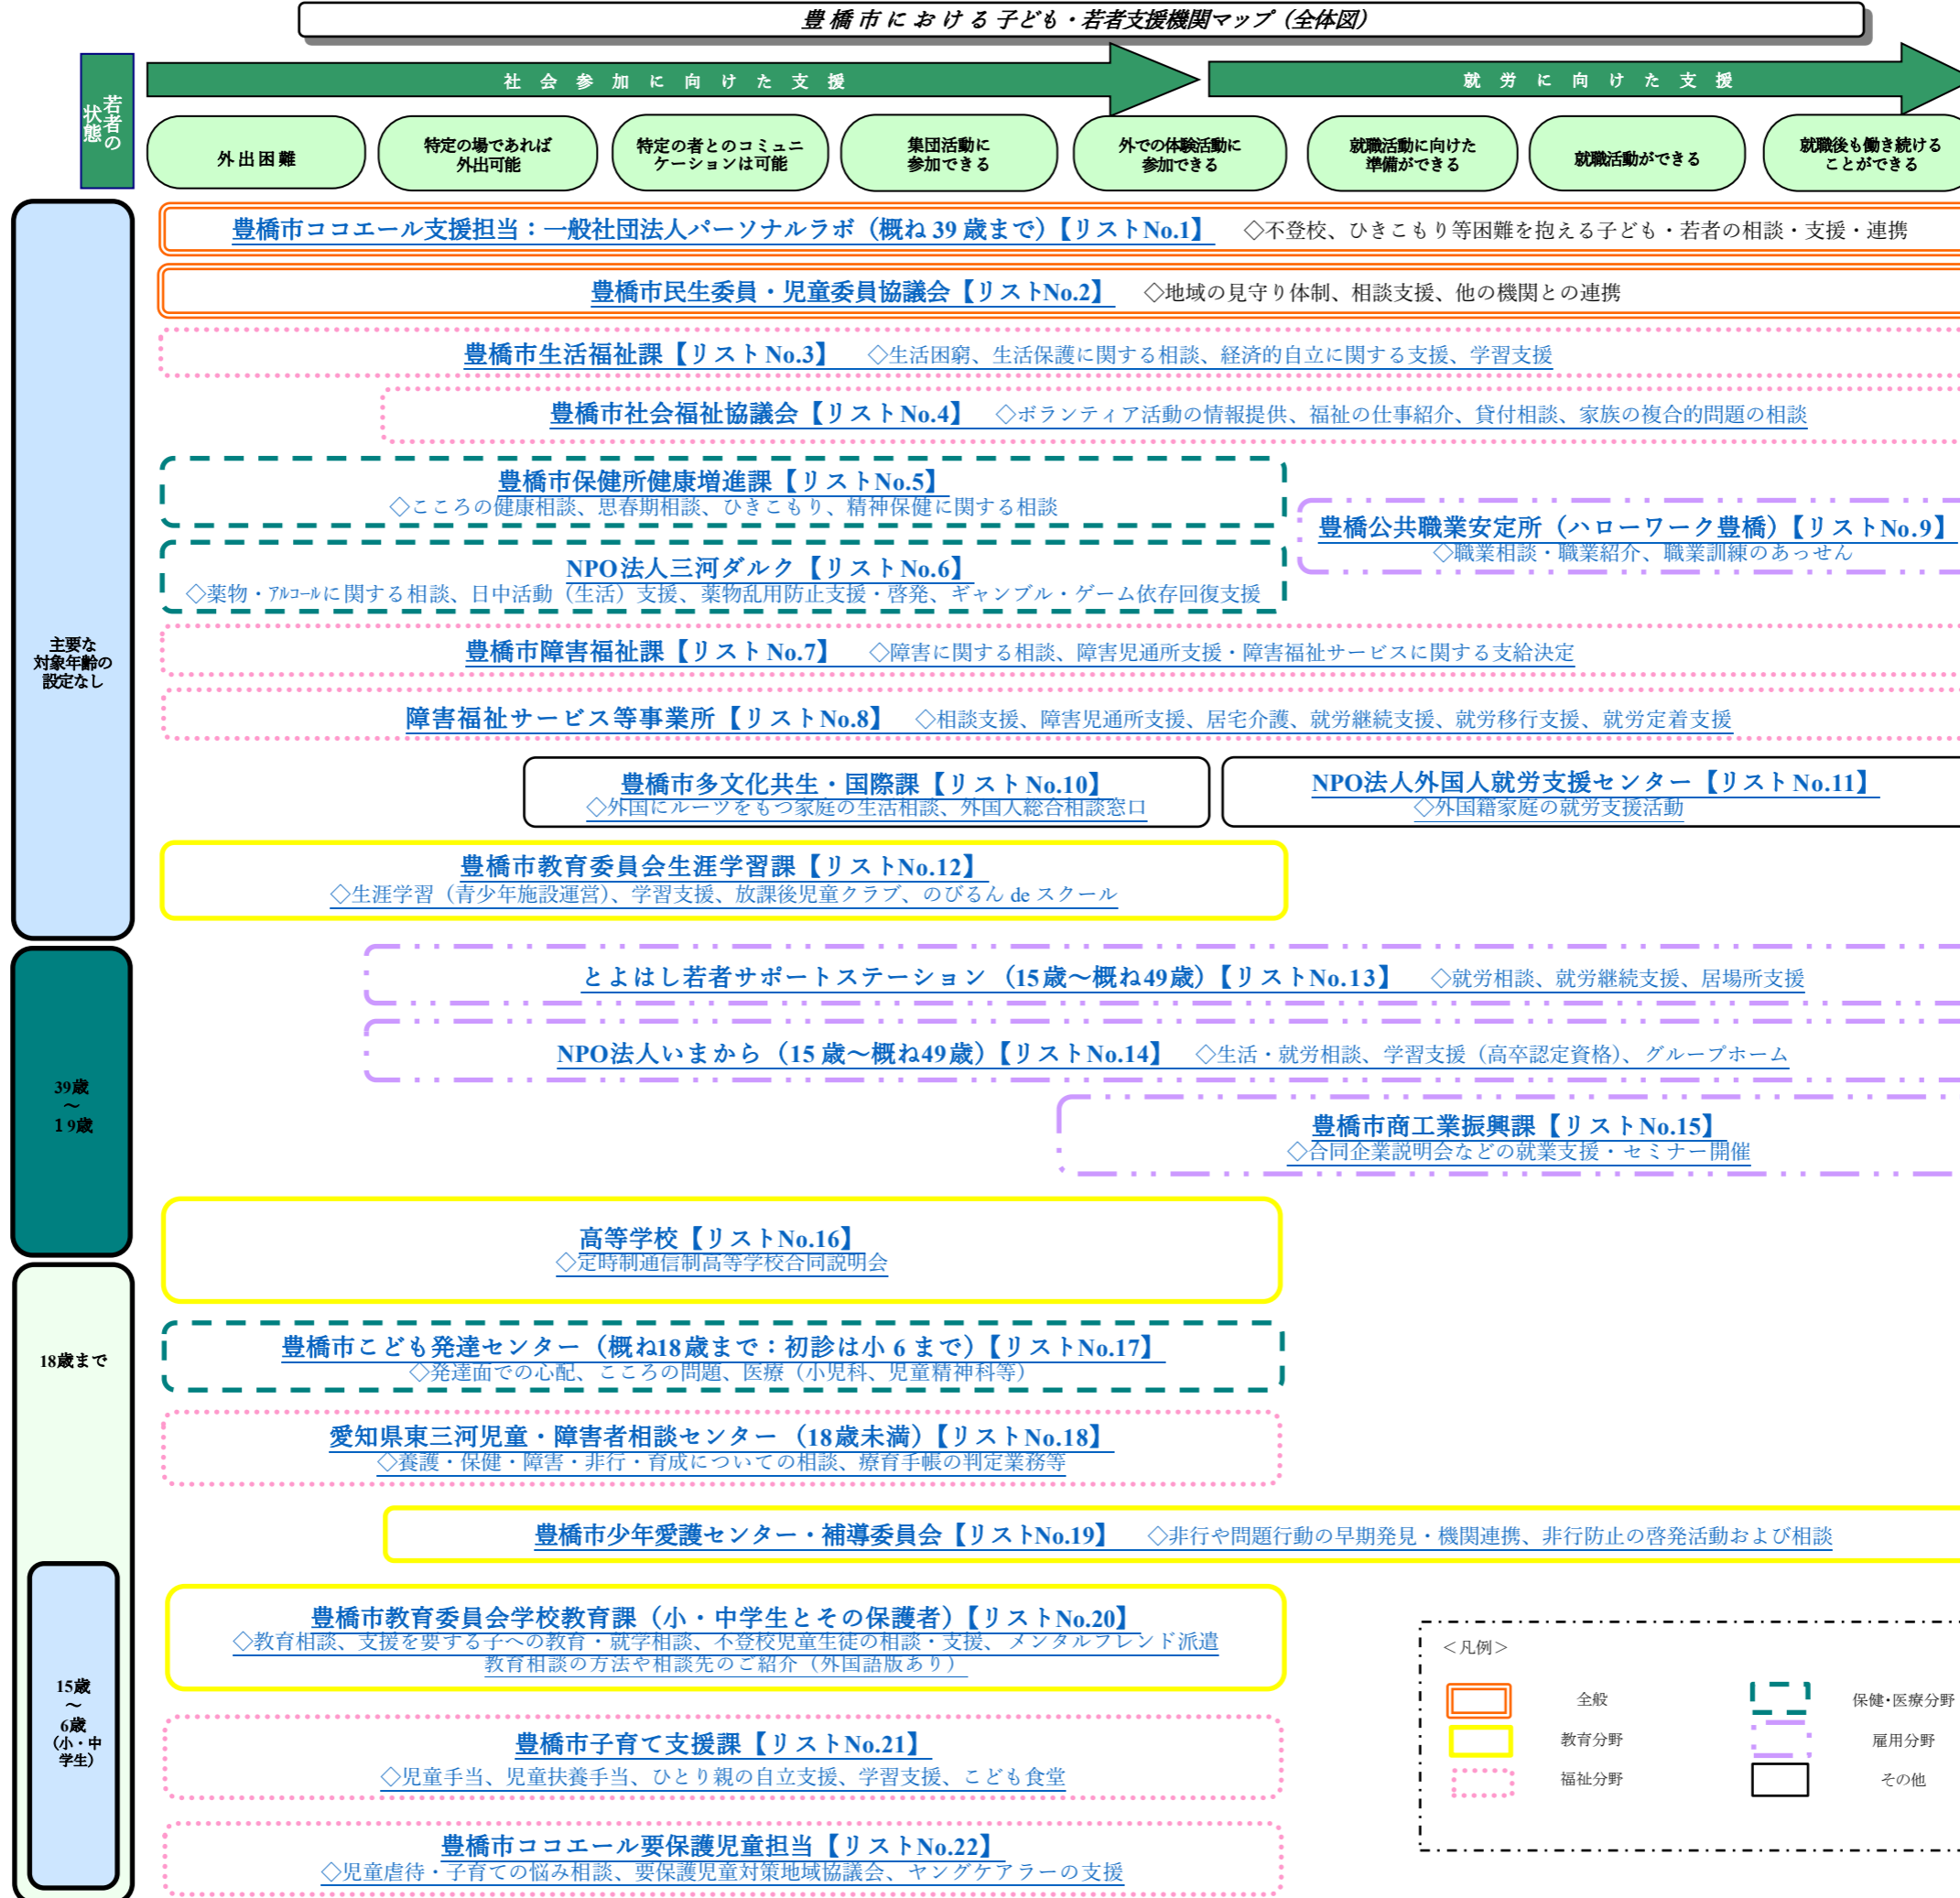 豊橋市における子ども・若者支援機関マップ（全体図）
若者の
状態
社会参加に向けた支援
就労に向けた支援
外出困難
特定の場であれば
外出可能
特定の者とのコミュニ
ケーションは可能
集団活動に
参加できる
外での体験活動に
参加できる
就職活動に向けた
準備ができる
就職活動ができる
就職後も働き続ける
ことができる
主要な
対象年齢の
設定なし
豊橋市ココエール支援担当：一般社団法人パーソナルラボ（概ね 39 歳まで）【リストNo.1】 ◇不登校、ひきこもり等困難を抱える子ども・若者の相談・支援・連携
豊橋市民生委員・児童委員協議会【リストNo.2】 ◇地域の見守り体制、相談支援、他の機関との連携
豊橋市生活福祉課【リストNo.3】 ◇生活困窮、生活保護に関する相談、経済的自立に関する支援、学習支援
豊橋市社会福祉協議会【リストNo.4】 ◇ボランティア活動の情報提供、福祉の仕事紹介、貸付相談、家族の複合的問題の相談
豊橋市保健所健康増進課【リストNo.5】
◇こころの健康相談、思春期相談、ひきこもり、精神保健に関する相談
豊橋公共職業安定所（ハローワーク豊橋）【リストNo.9】
◇職業相談・職業紹介、職業訓練のあっせん
NPO法人三河ダルク【リストNo.6】
◇薬物・ｱﾙｺｰﾙに関する相談、日中活動（生活）支援、薬物乱用防止支援・啓発、ギャンブル・ゲーム依存回復支援
豊橋市障害福祉課【リストNo.7】 ◇障害に関する相談、障害児通所支援・障害福祉サービスに関する支給決定
障害福祉サービス等事業所【リストNo.8】 ◇相談支援、障害児通所支援、居宅介護、就労継続支援、就労移行支援、就労定着支援
豊橋市多文化共生・国際課【リストNo.10】
◇外国にルーツをもつ家庭の生活相談、外国人総合相談窓口
NPO法人外国人就労支援センター【リストNo.11】
◇外国籍家庭の就労支援活動
豊橋市教育委員会生涯学習課【リストNo.12】
◇生涯学習（青少年施設運営）、学習支援、放課後児童クラブ、のびるん de スクール
39歳
～
19歳
とよはし若者サポートステーション（15歳～概ね49歳）【リストNo.13】 ◇就労相談、就労継続支援、居場所支援
NPO法人いまから（15 歳～概ね49歳）【リストNo.14】 ◇生活・就労相談、学習支援（高卒認定資格）、グループホーム
豊橋市商工業振興課【リストNo.15】
◇合同企業説明会などの就業支援・セミナー開催
高等学校【リストNo.16】
◇定時制通信制高等学校合同説明会
18歳まで
豊橋市こども発達センター（概ね18歳まで：初診は小 6 まで）【リストNo.17】
◇発達面での心配、こころの問題、医療（小児科、児童精神科等）
愛知県東三河児童・障害者相談センター（18歳未満）【リストNo.18】
◇養護・保健・障害・非行・育成についての相談、療育手帳の判定業務等
豊橋市少年愛護センター・補導委員会【リストNo.19】 ◇非行や問題行動の早期発見・機関連携、非行防止の啓発活動および相談
15歳
～
6歳
（小・中
学生）
豊橋市教育委員会学校教育課（小・中学生とその保護者）【リストNo.20】
◇教育相談、支援を要する子への教育・就学相談、不登校児童生徒の相談・支援、メンタルフレンド派遣
教育相談の方法や相談先のご紹介（外国語版あり）
豊橋市子育て支援課【リストNo.21】
◇児童手当、児童扶養手当、ひとり親の自立支援、学習支援、こども食堂
豊橋市ココエール要保護児童担当【リストNo.22】
◇児童虐待・子育ての悩み相談、要保護児童対策地域協議会、ヤングケアラーの支援
＜凡例＞
全般
保健・医療分野
教育分野
雇用分野
福祉分野
その他